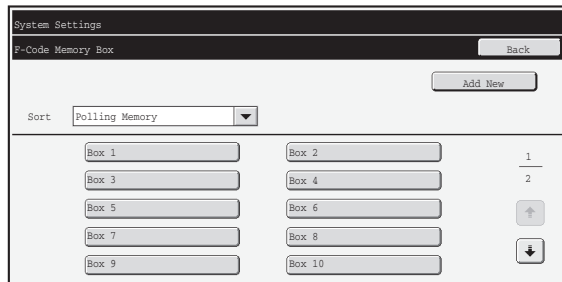 System Settings
F-Code Memory Box
Back
Add New
Sort
Polling Memory
Box 1
Box 2
1
Box 3
Box 4
2
Box 5
Box 6
Box 7
Box 8
Box 9
Box 10